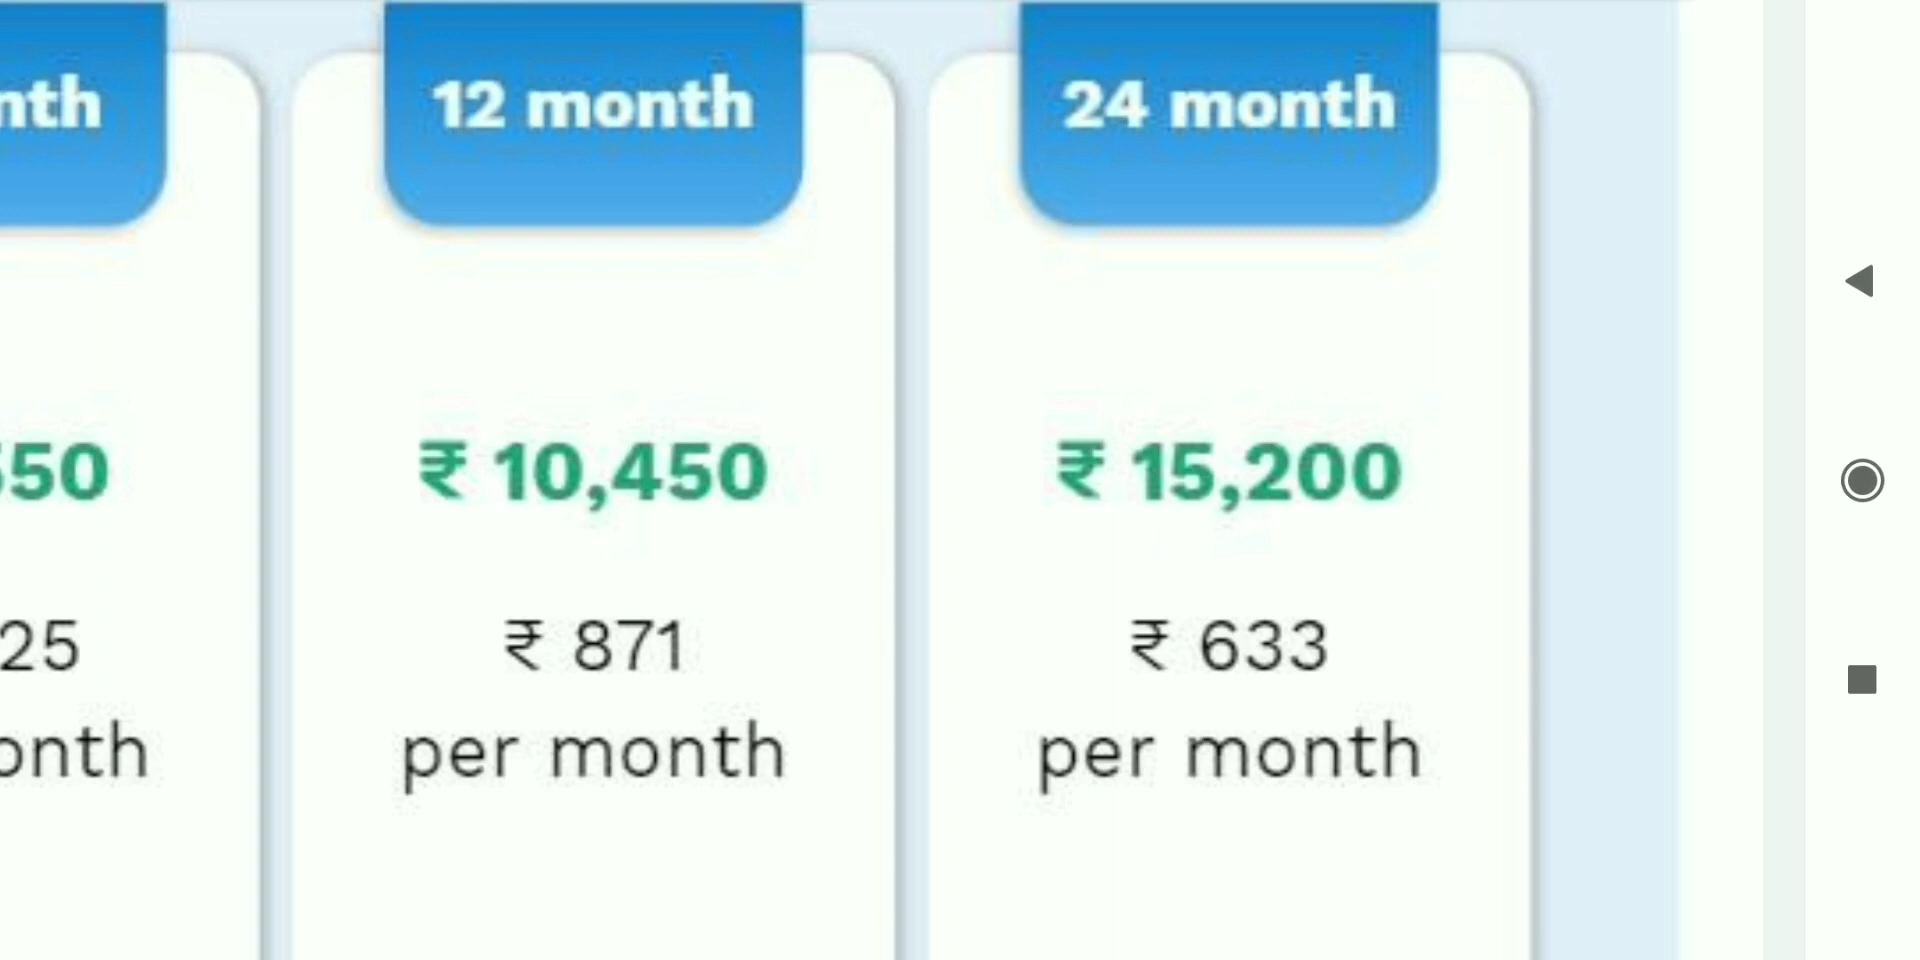 nth
12 month
24 month
50
₹ 10,450
₹ 15,200
25
₹ 871
₹ 633
onth
per month
per month